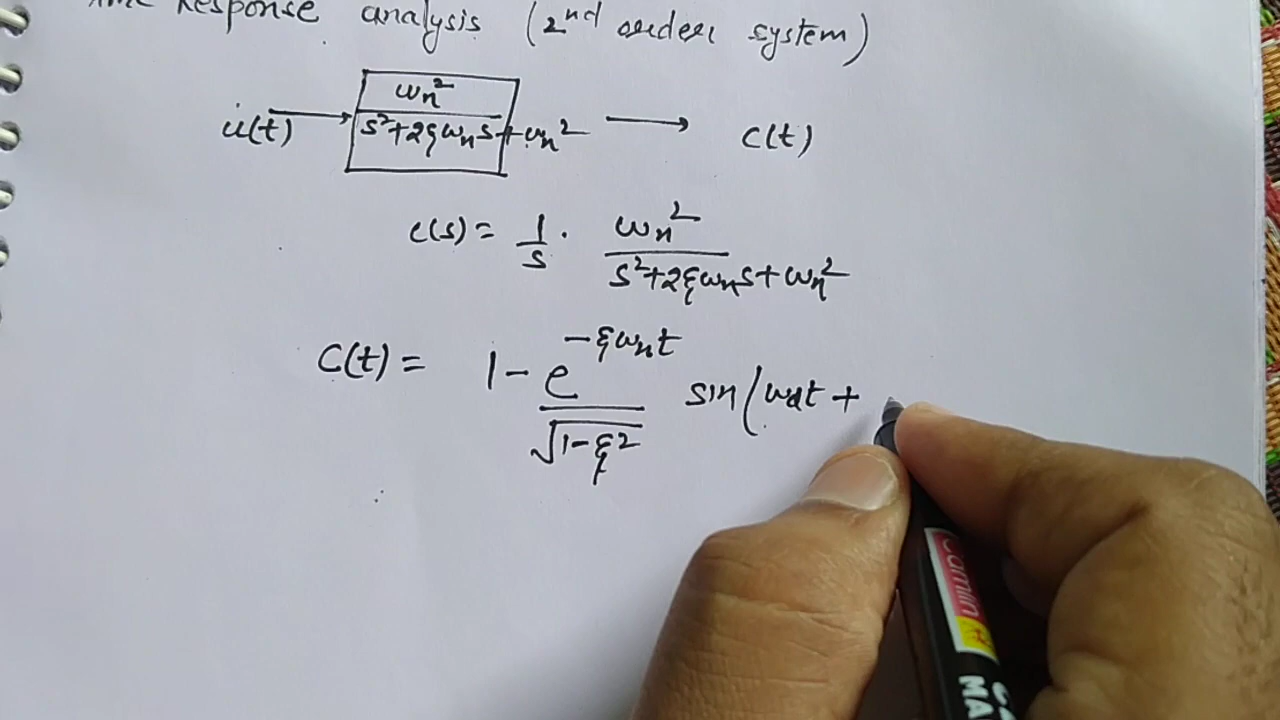 Response analysis (2nd order system)
u(t) → ωn² / s²+2ξωns+ωn² → C(t)
C(s) = 1/s · ωn² / s²+2ξωns+ωn²
C(t) = 1 - e^-ξωnt / √1-ξ² sin(ωdt +
Camlin